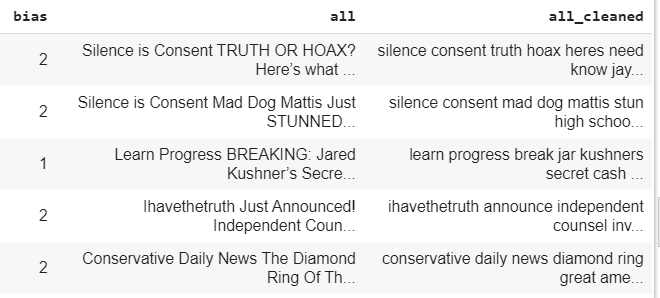 bias all all_cleaned
2 Silence is Consent TRUTH OR HOAX? silence consent truth hoax heres need
Here’s what ... know jay...
2 Silence is Consent Mad Dog Mattis Just silence consent mad dog mattis stun
STUNNED... high schoo...
1 Learn Progress BREAKING: Jared learn progress break jar kushners
Kushner’s Secre... secret cash ...
2 Ihavethetruth Just Announced! ihavethetruth announce independent
Independent Coun... counsel inv...
2 Conservative Daily News The Diamond conservative daily news diamond ring
Ring Of Th... great ame...